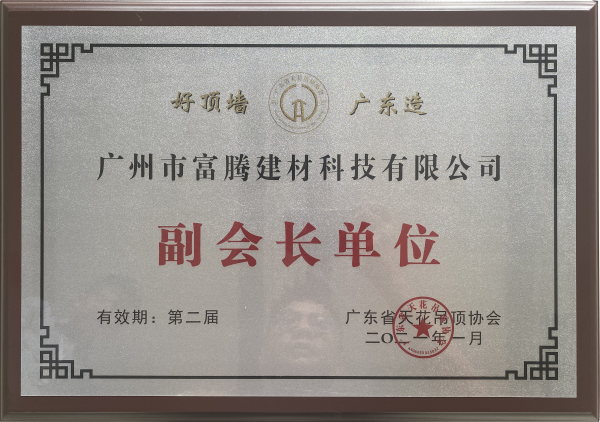 好顶墙 广东造
广州市富腾建材科技有限公司
副会长单位
有效期：第二届
广东省天花吊顶协会
二〇二一年一月